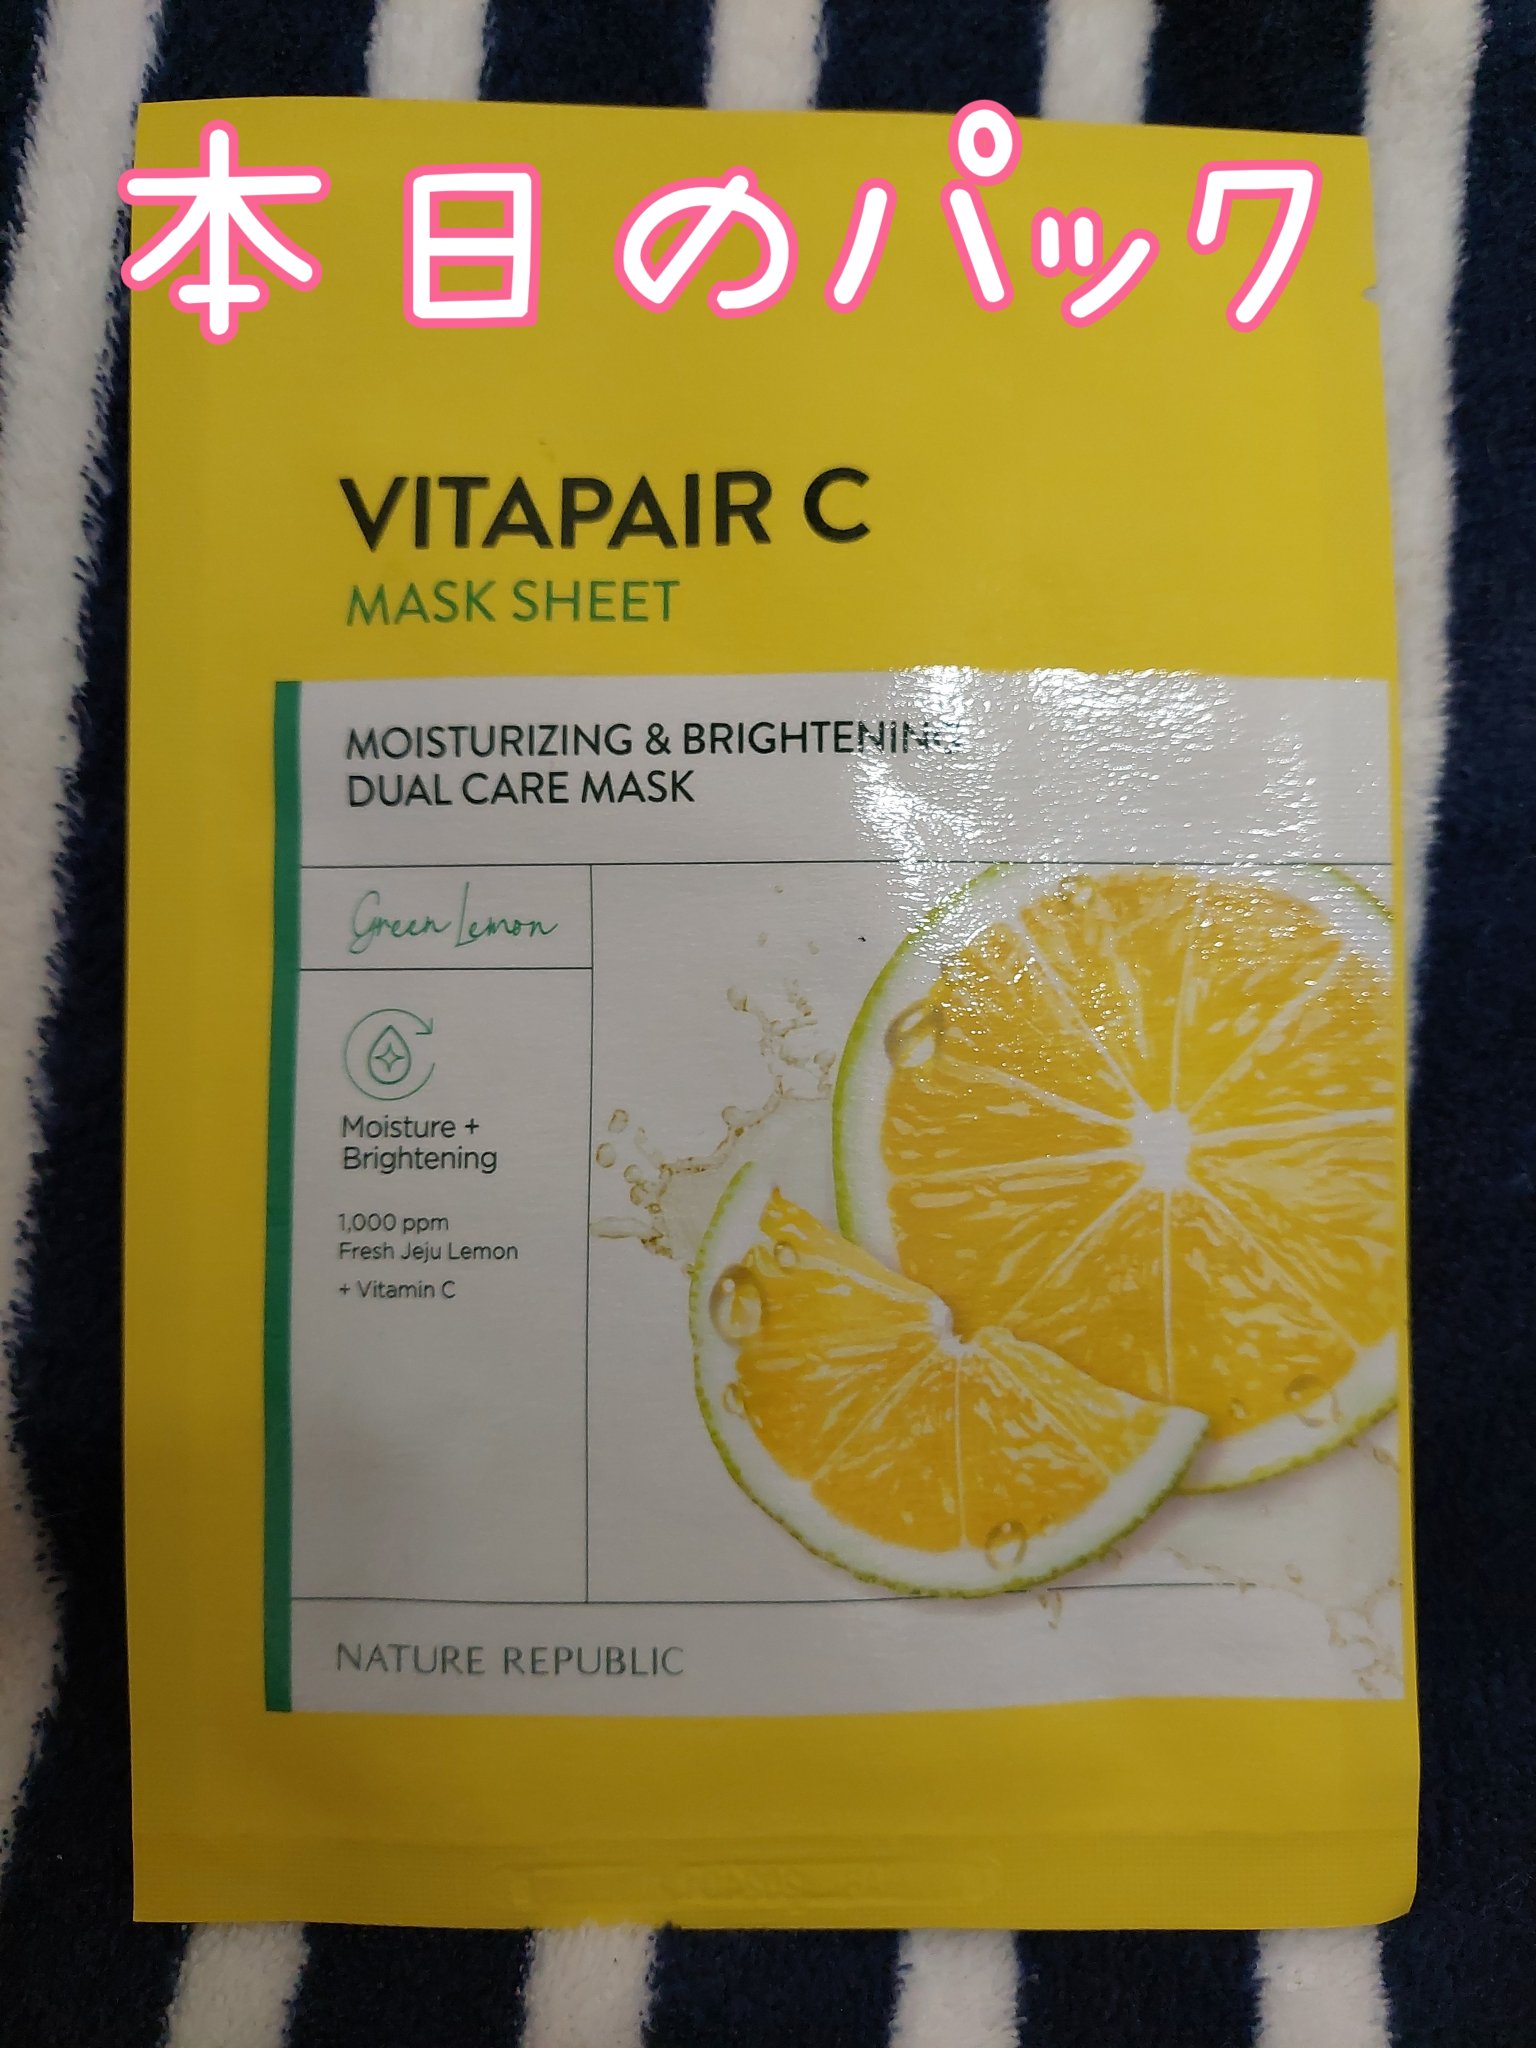 本日のパック
VITAPAIR C
MASK SHEET
MOISTURIZING & BRIGHTENING
DUAL CARE MASK
Green Lemon
Moisture +
Brightening
1,000 ppm
Fresh Jeju Lemon
+ Vitamin C
NATURE REPUBLIC